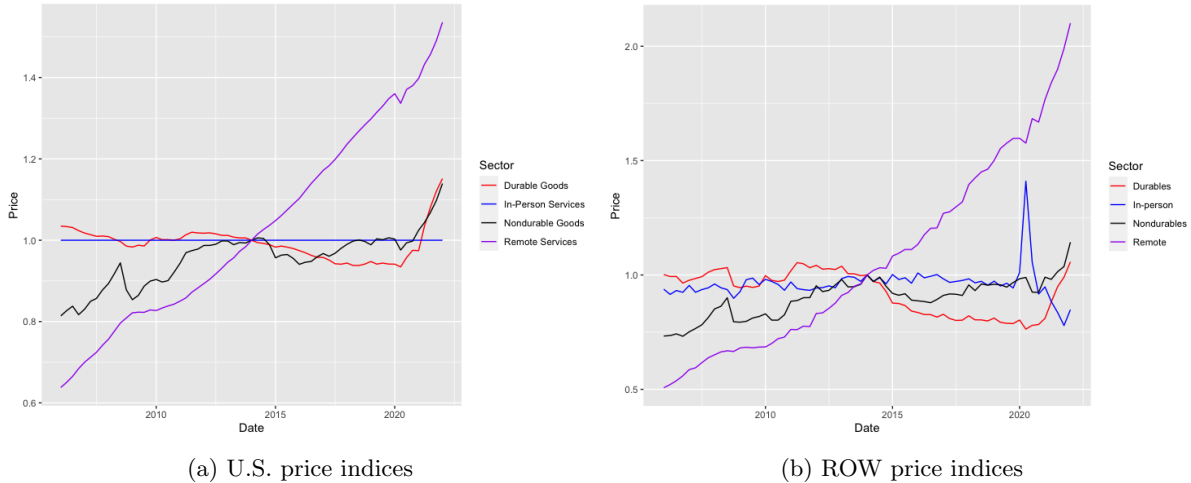 1.4
1.2
1.0
0.8
0.6
Price
2010
2015
2020
Date
Sector
Durable Goods
In-Person Services
Nondurable Goods
Remote Services
(a) U.S. price indices
2.0
1.5
1.0
0.5
Price
2010
2015
2020
Date
Sector
Durables
In-person
Nondurables
Remote
(b) ROW price indices